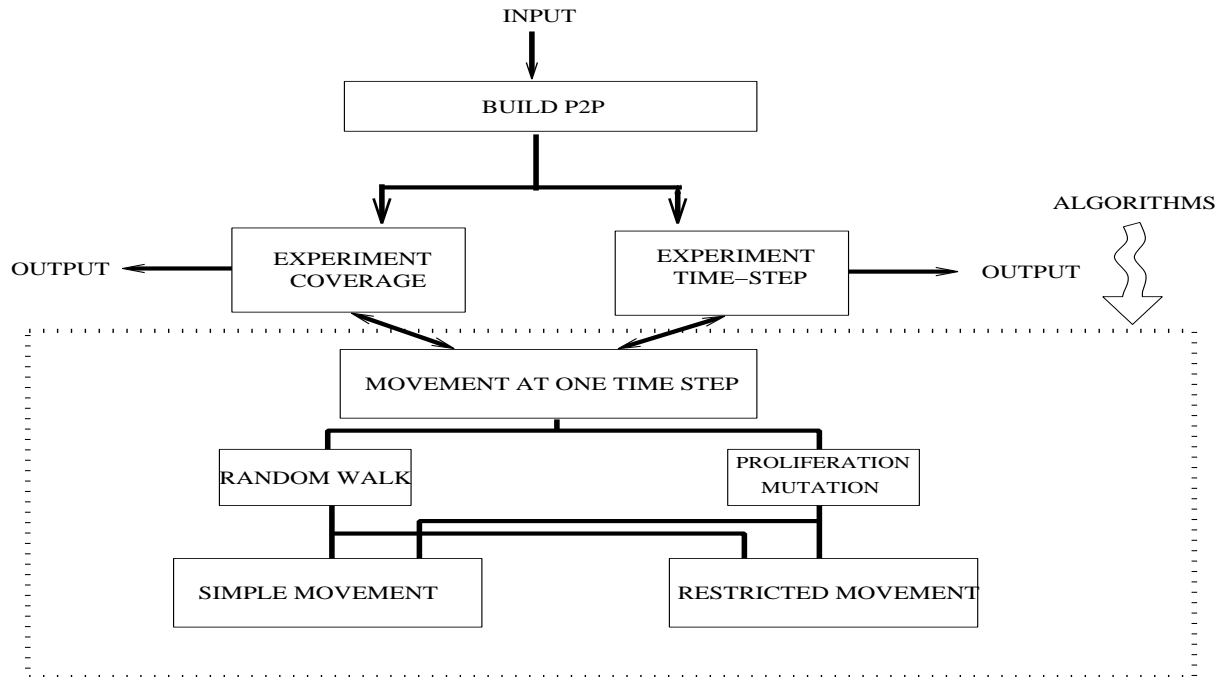 INPUT
BUILD P2P
ALGORITHMS
EXPERIMENT
COVERAGE
EXPERIMENT
TIME–STEP
OUTPUT
OUTPUT
MOVEMENT AT ONE TIME STEP
RANDOM WALK
PROLIFERATION
MUTATION
SIMPLE MOVEMENT
RESTRICTED MOVEMENT